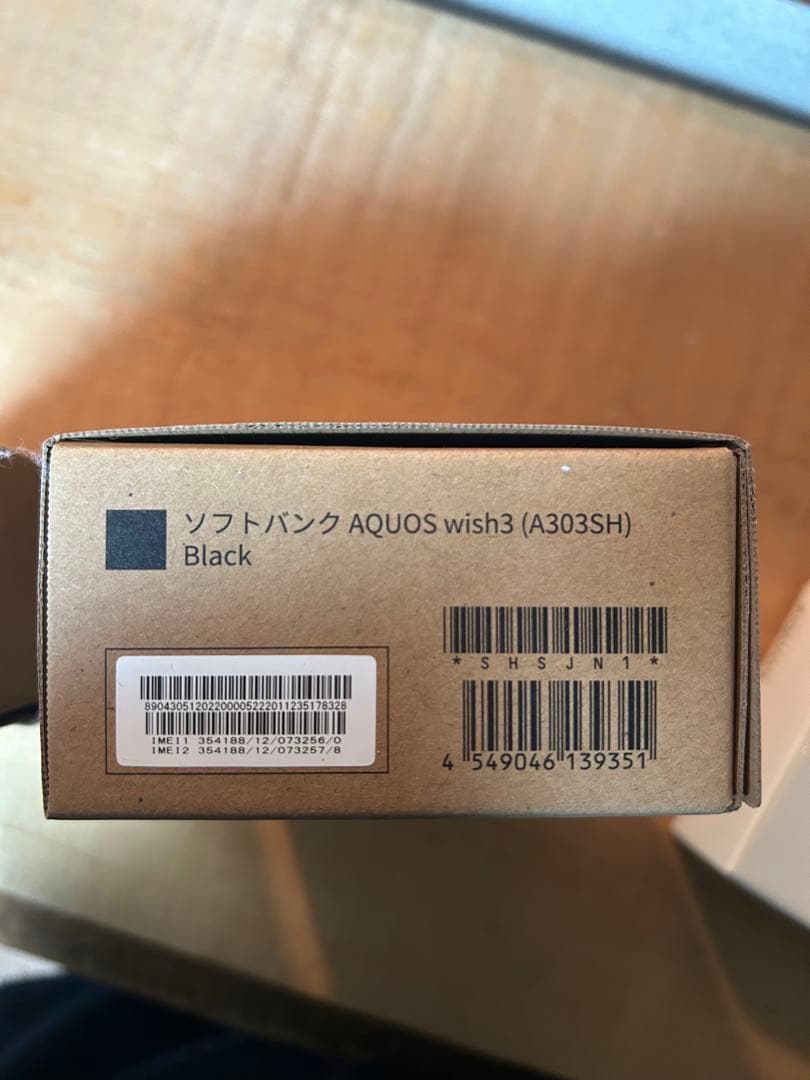 ソフトバンク AQUOS wish3 (A303SH)
Black
*SHSJN1*
89043051202200005222011235178328
IMEI1 354188/12/073256/0
IMEI2 354188/12/073257/8
4 549046 139351